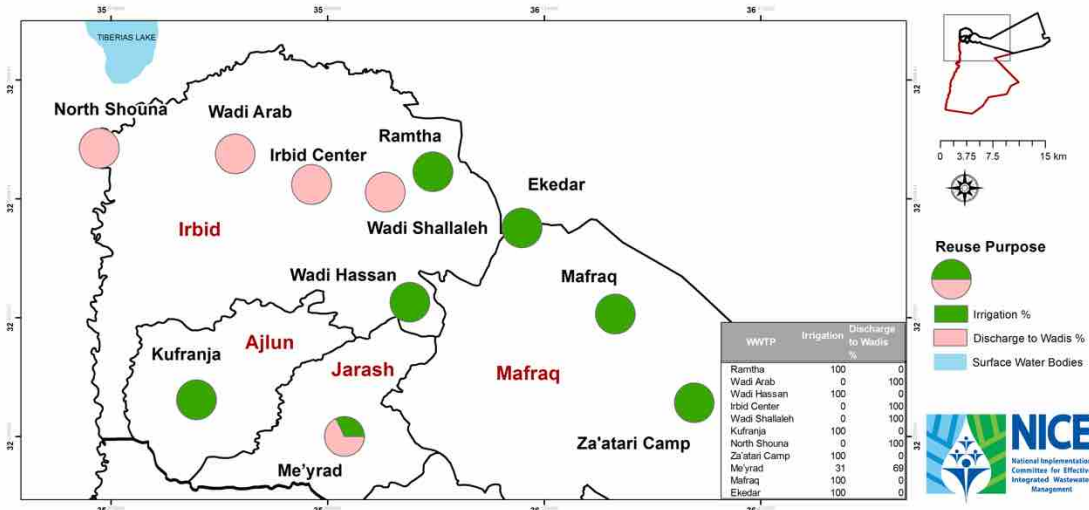 TIBERIAS LAKE
North Shouna
Wadi Arab
Irbid Center
Ramtha
Wadi Shallaleh
Ekedar
Irbid
Wadi Hassan
Mafraq
Kufranja
Ajlun
Jarash
Mafraq
Me'yrad
Za'atari Camp
35
35
36
36
32
32
32
32
32
32
32
32
WWTP Irrigation Discharge
to Wadis
%
Ramtha 100 0
Wadi Arab 0 100
Wadi Hassan 100 0
Irbid Center 0 100
Wadi Shallaleh 0 100
Kufranja 100 0
North Shouna 0 100
Za'atari Camp 100 0
Me'yrad 31 69
Mafraq 100 0
Ekedar 100 0
0 3.75 7.5 15 km
Reuse Purpose
Irrigation %
Discharge to Wadis %
Surface Water Bodies
NICE
National Implementation
Committee for Effective
Integrated Wastewater
Management